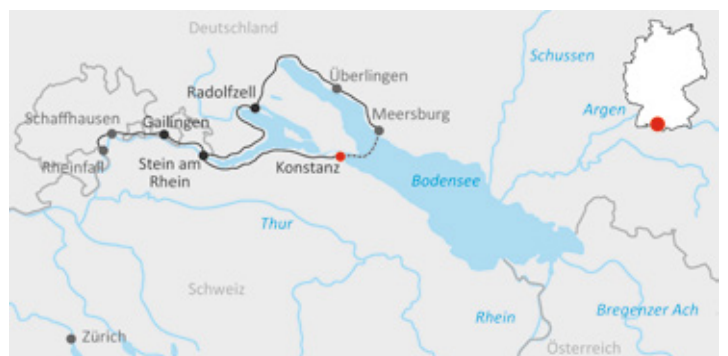 Deutschland
Schussen
Überlingen
Radolfzell
Argen
Schaffhausen
Gailingen
Meersburg
Rheinfall
Stein am
Rhein
Konstanz
Bodensee
Thur
Schweiz
Rhein
Bregenzer Ach
Zürich
Österreich